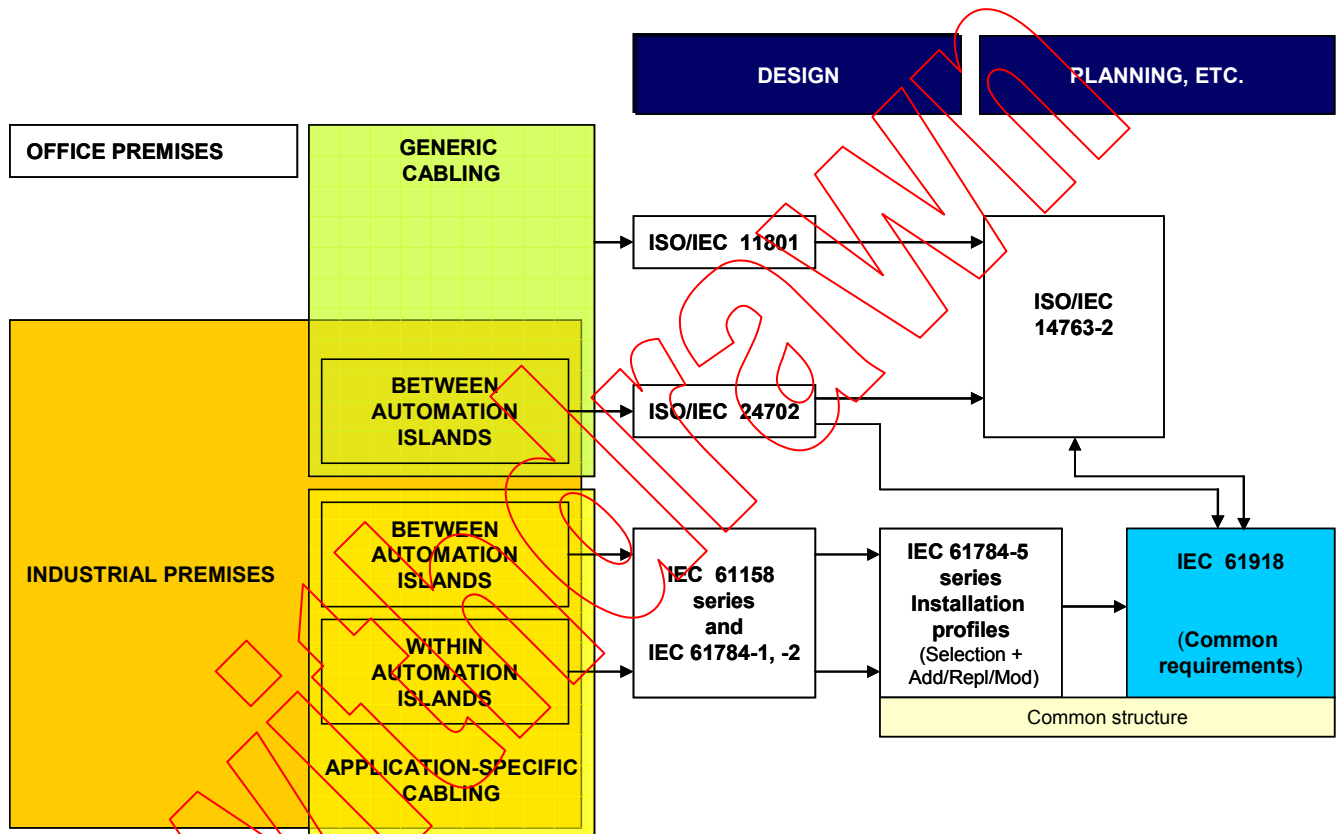 DESIGN
PLANNING, ETC.
OFFICE PREMISES
GENERIC
CABLING
ISO/IEC 11801
ISO/IEC
14763-2
BETWEEN
AUTOMATION
ISLANDS
ISO/IEC 24702
INDUSTRIAL PREMISES
BETWEEN
AUTOMATION
ISLANDS
WITHIN
AUTOMATION
ISLANDS
APPLICATION-SPECIFIC
CABLING
IEC 61158
series
and
IEC 61784-1, -2
IEC 61784-5
series
Installation
profiles
(Selection +
Add/Repl/Mod)
IEC 61918
(Common
requirements)
Common structure
Withdrawn